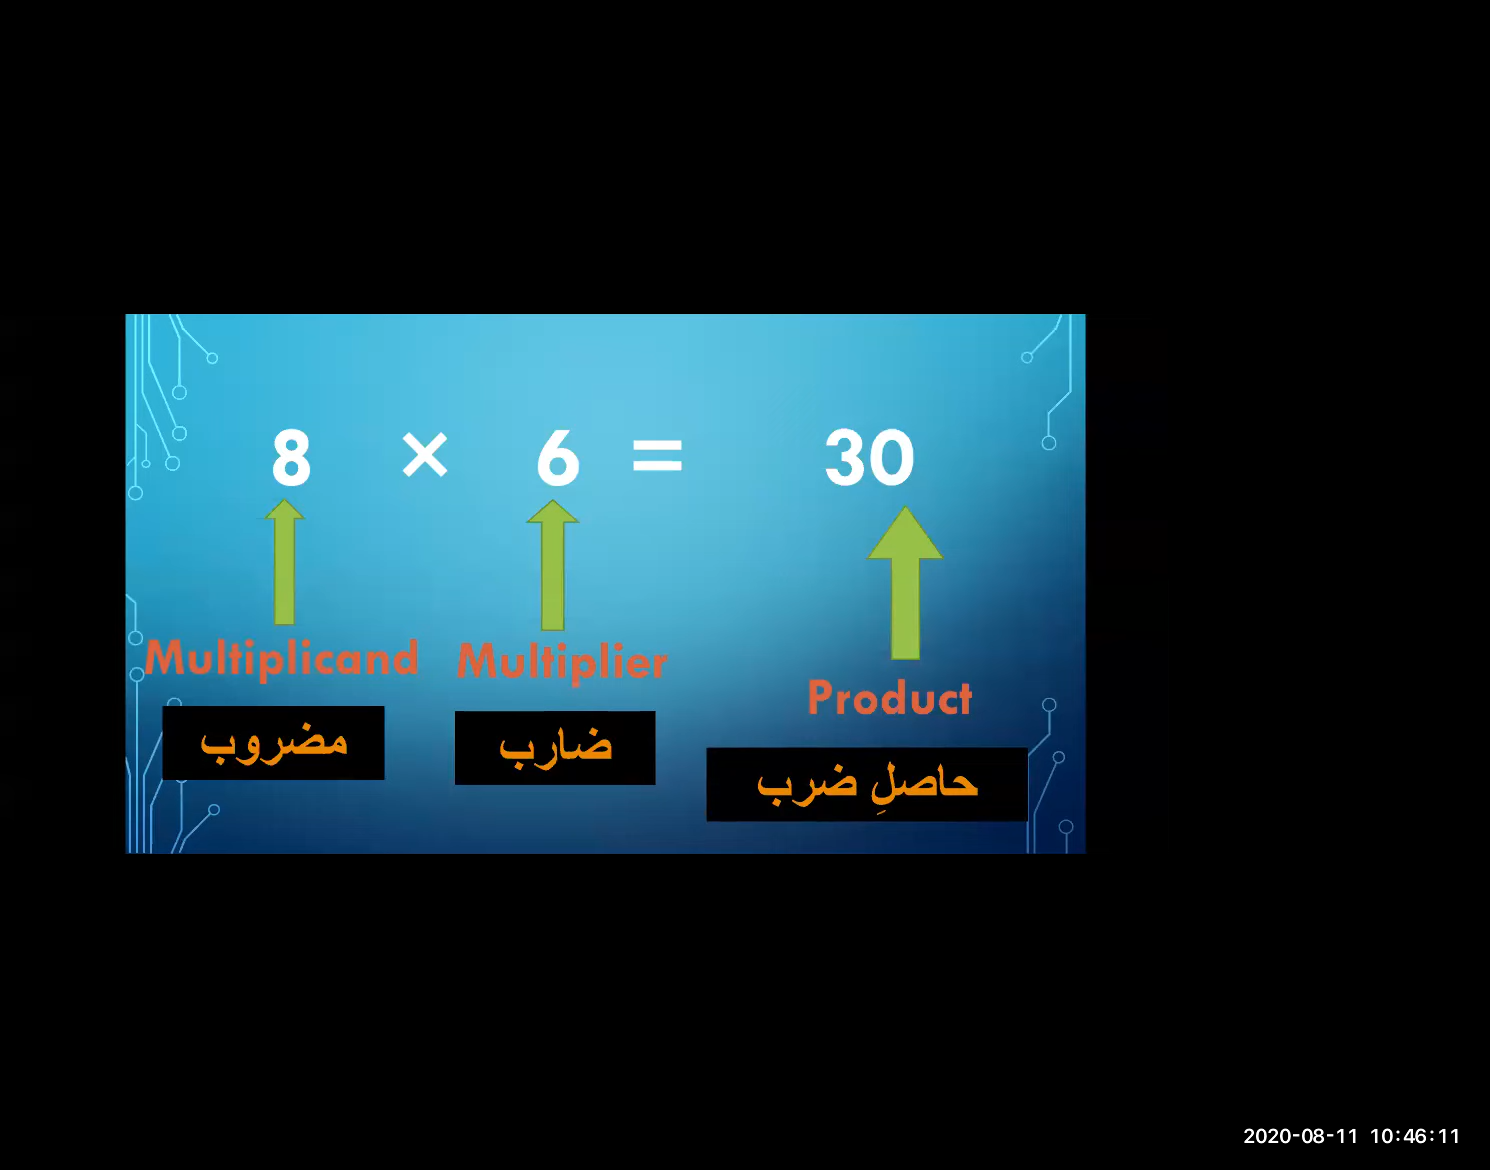 8 × 6 = 30
Multiplicand Multiplier
Product
مضروب ضارب
حاصلِ ضرب
2020-08-11 10:46:11